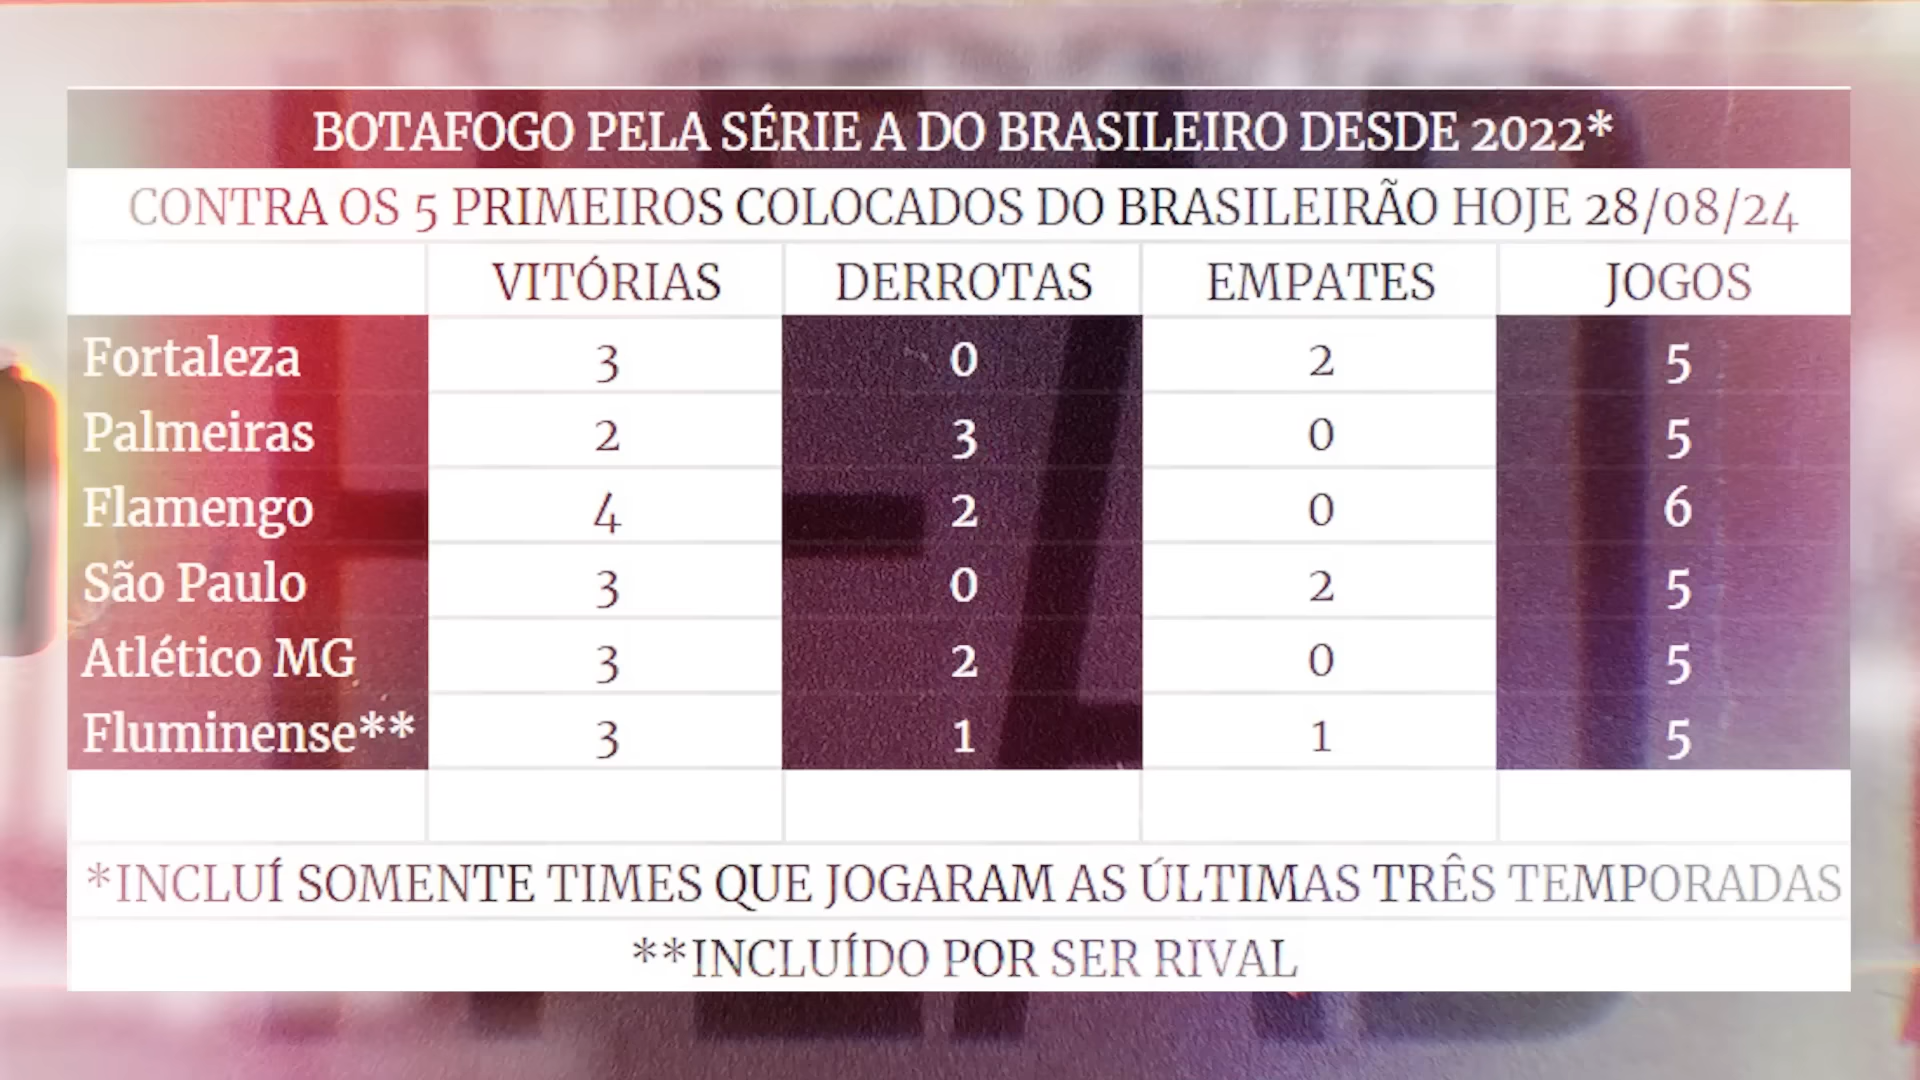 BOTAFOGO PELA SÉRIE A DO BRASILEIRO DESDE 2022*
CONTRA OS 5 PRIMEIROS COLOCADOS DO BRASILEIRÃO HOJE 28/08/24
VITÓRIAS DERROTAS EMPATES JOGOS
Fortaleza 3 0 2 5
Palmeiras 2 3 0 5
Flamengo 4 2 0 6
São Paulo 3 0 2 5
Atlético MG 3 2 0 5
Fluminense** 3 1 1 5
*INCLUÍ SOMENTE TIMES QUE JOGARAM AS ÚLTIMAS TRÊS TEMPORADAS
**INCLUÍDO POR SER RIVAL